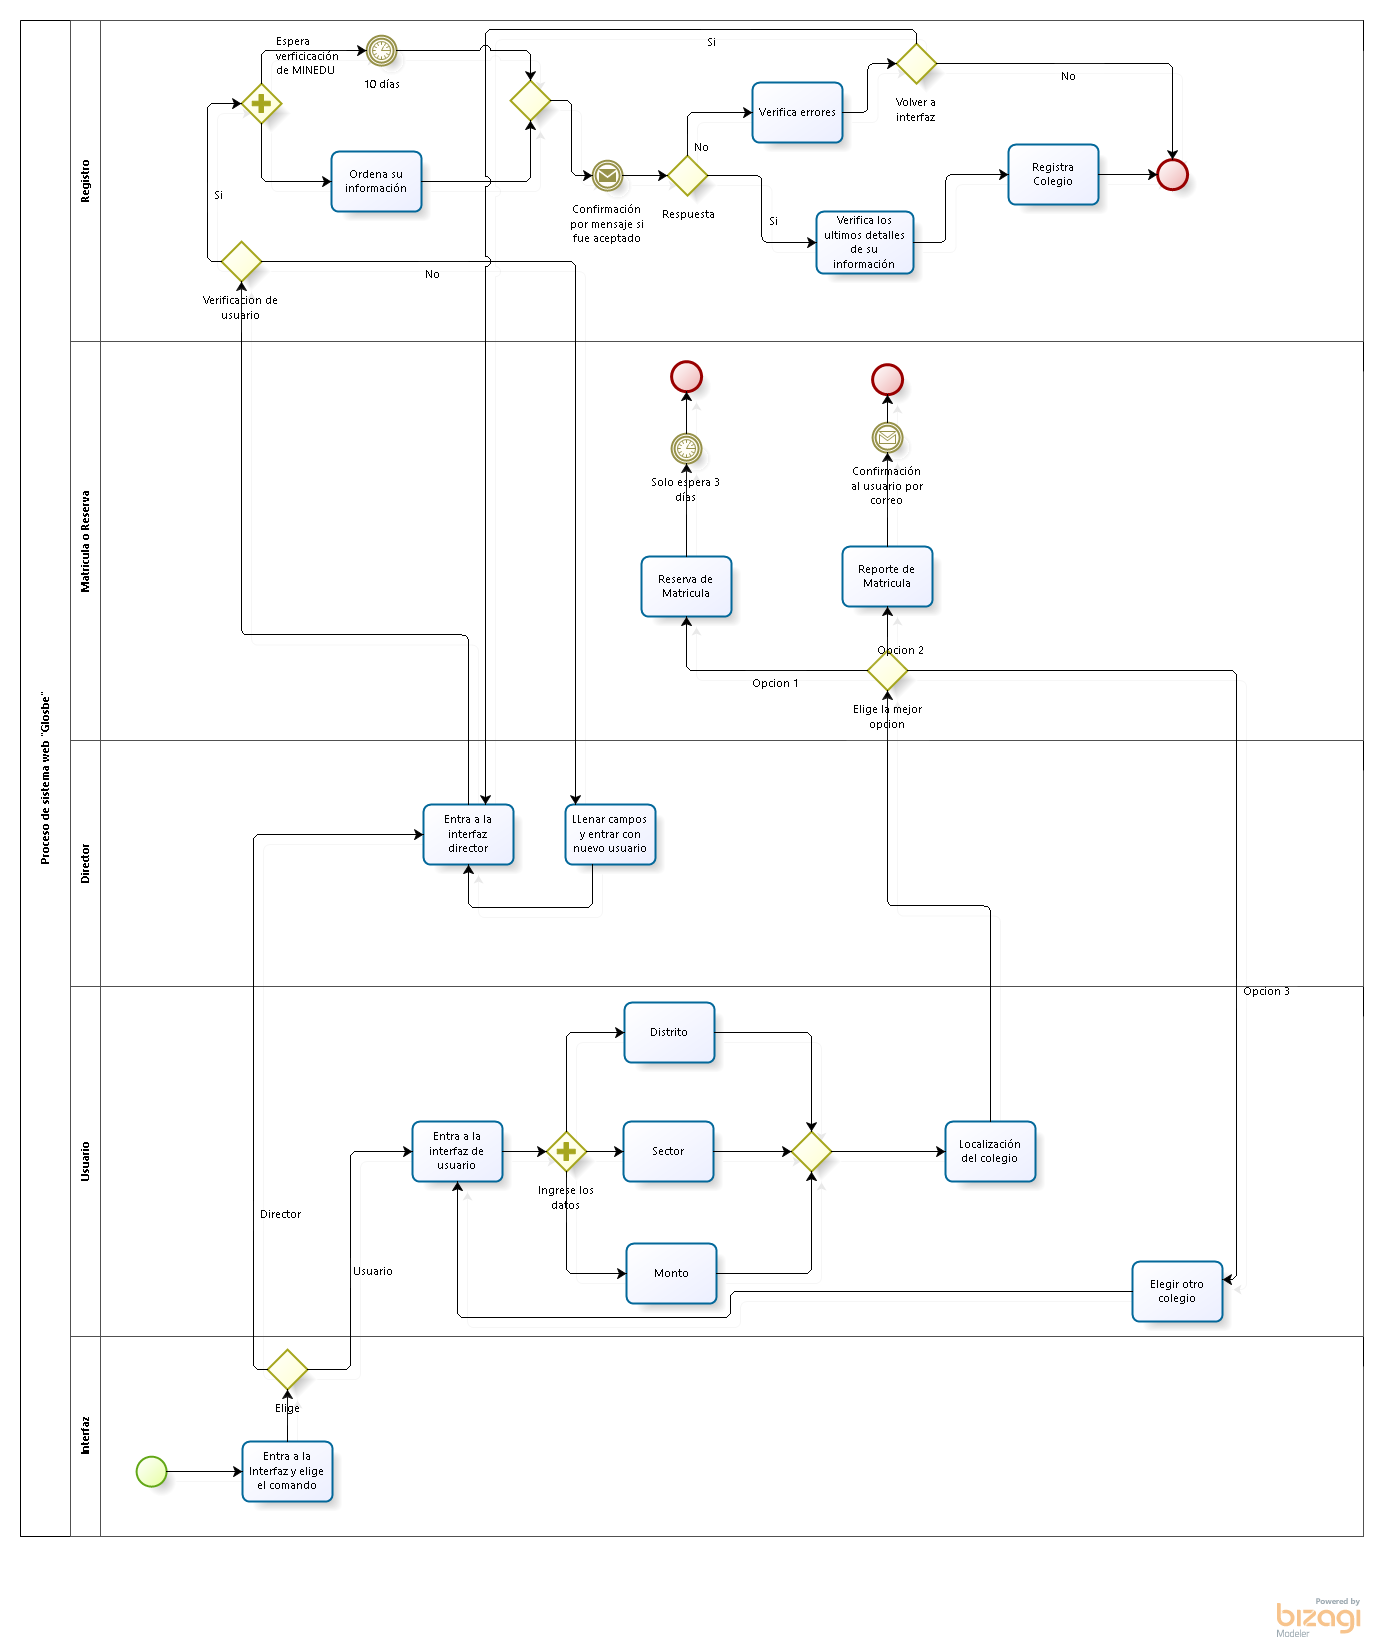 Proceso de sistema web "Glosbe"
Registro
Espera
verficicación
de MINEDU
10 días
Si
No
Volver a
interfaz
Verifica errores
Ordena su
información
Si
No
Confirmación
por mensaje si
fue aceptado
Respuesta
Si
Registra
Colegio
Verifica los
ultimos detalles
de su
información
No
Verificacion de
usuario
Matricula o Reserva
Solo espera 3
días
Confirmación
al usuario por
correo
Reserva de
Matricula
Reporte de
Matricula
Opcion 2
Opcion 1
Elige la mejor
opcion
Director
Entra a la
interfaz
director
LLenar campos
y entrar con
nuevo usuario
Opcion 3
Usuario
Distrito
Entra a la
interfaz de
usuario
Sector
Localización
del colegio
Ingrese los
datos
Director
Usuario
Monto
Elegir otro
colegio
Interfaz
Elige
Entra a la
Interfaz y elige
el comando
Powered by
bizagi
Modeler